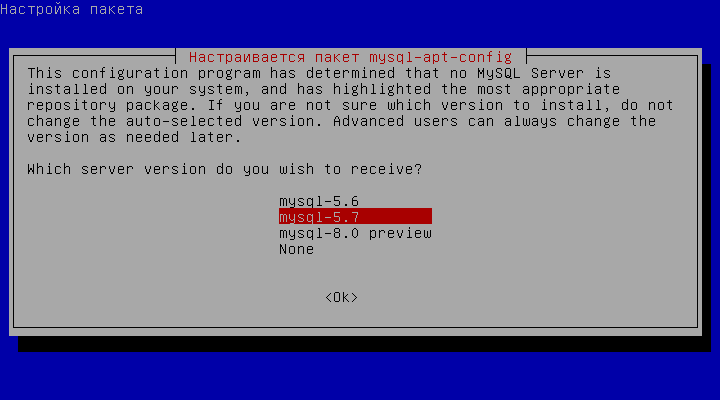 Настройка пакета
Настраивается пакет mysql-apt-config
This configuration program has determined that no MySQL Server is
installed on your system, and has highlighted the most appropriate
repository package. If you are not sure which version to install, do not
change the auto-selected version. Advanced users can always change the
version as needed later.
Which server version do you wish to receive?
mysql-5.6
mysql-5.7
mysql-8.0 preview
None
<Ok>